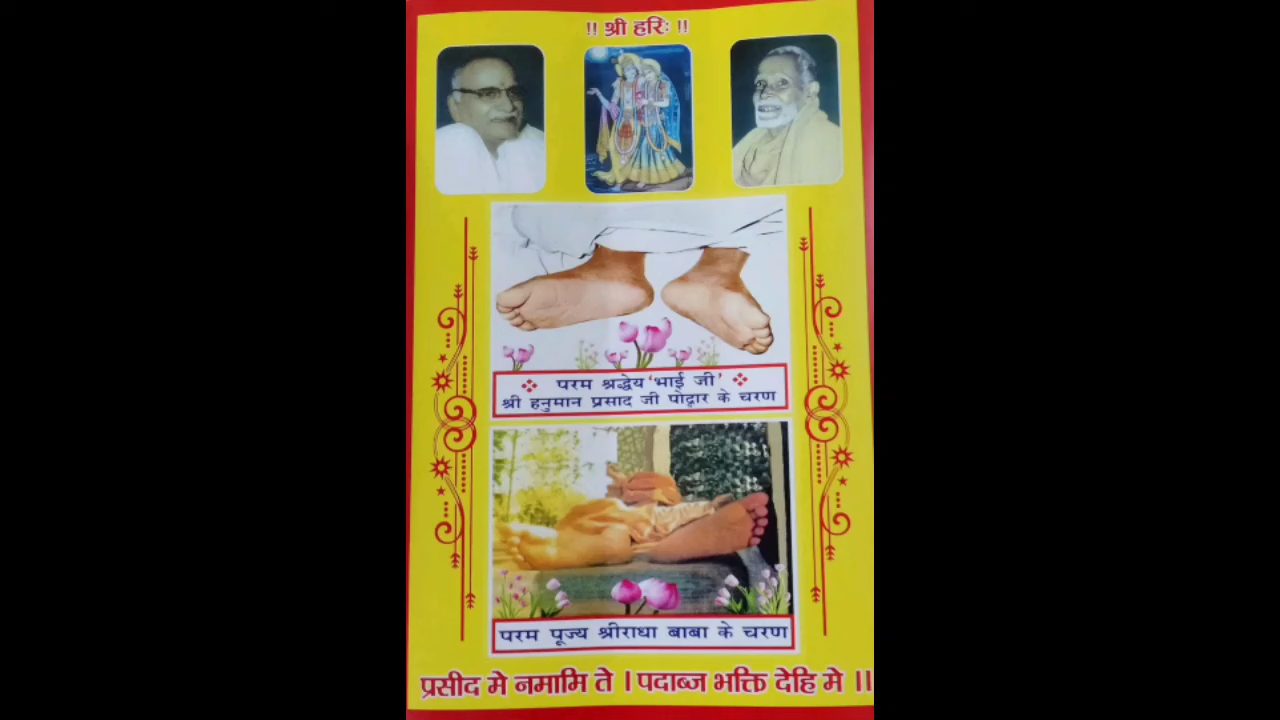 !! श्री हरिः !!
परम श्रद्धेय ‘भाई जी’
श्री हनुमान प्रसाद जी पोद्दार के चरण
परम पूज्य श्रीराधा बाबा के चरण
प्रसीद मे नमामि ते । पदाब्ज भक्ति देहि मे ।।